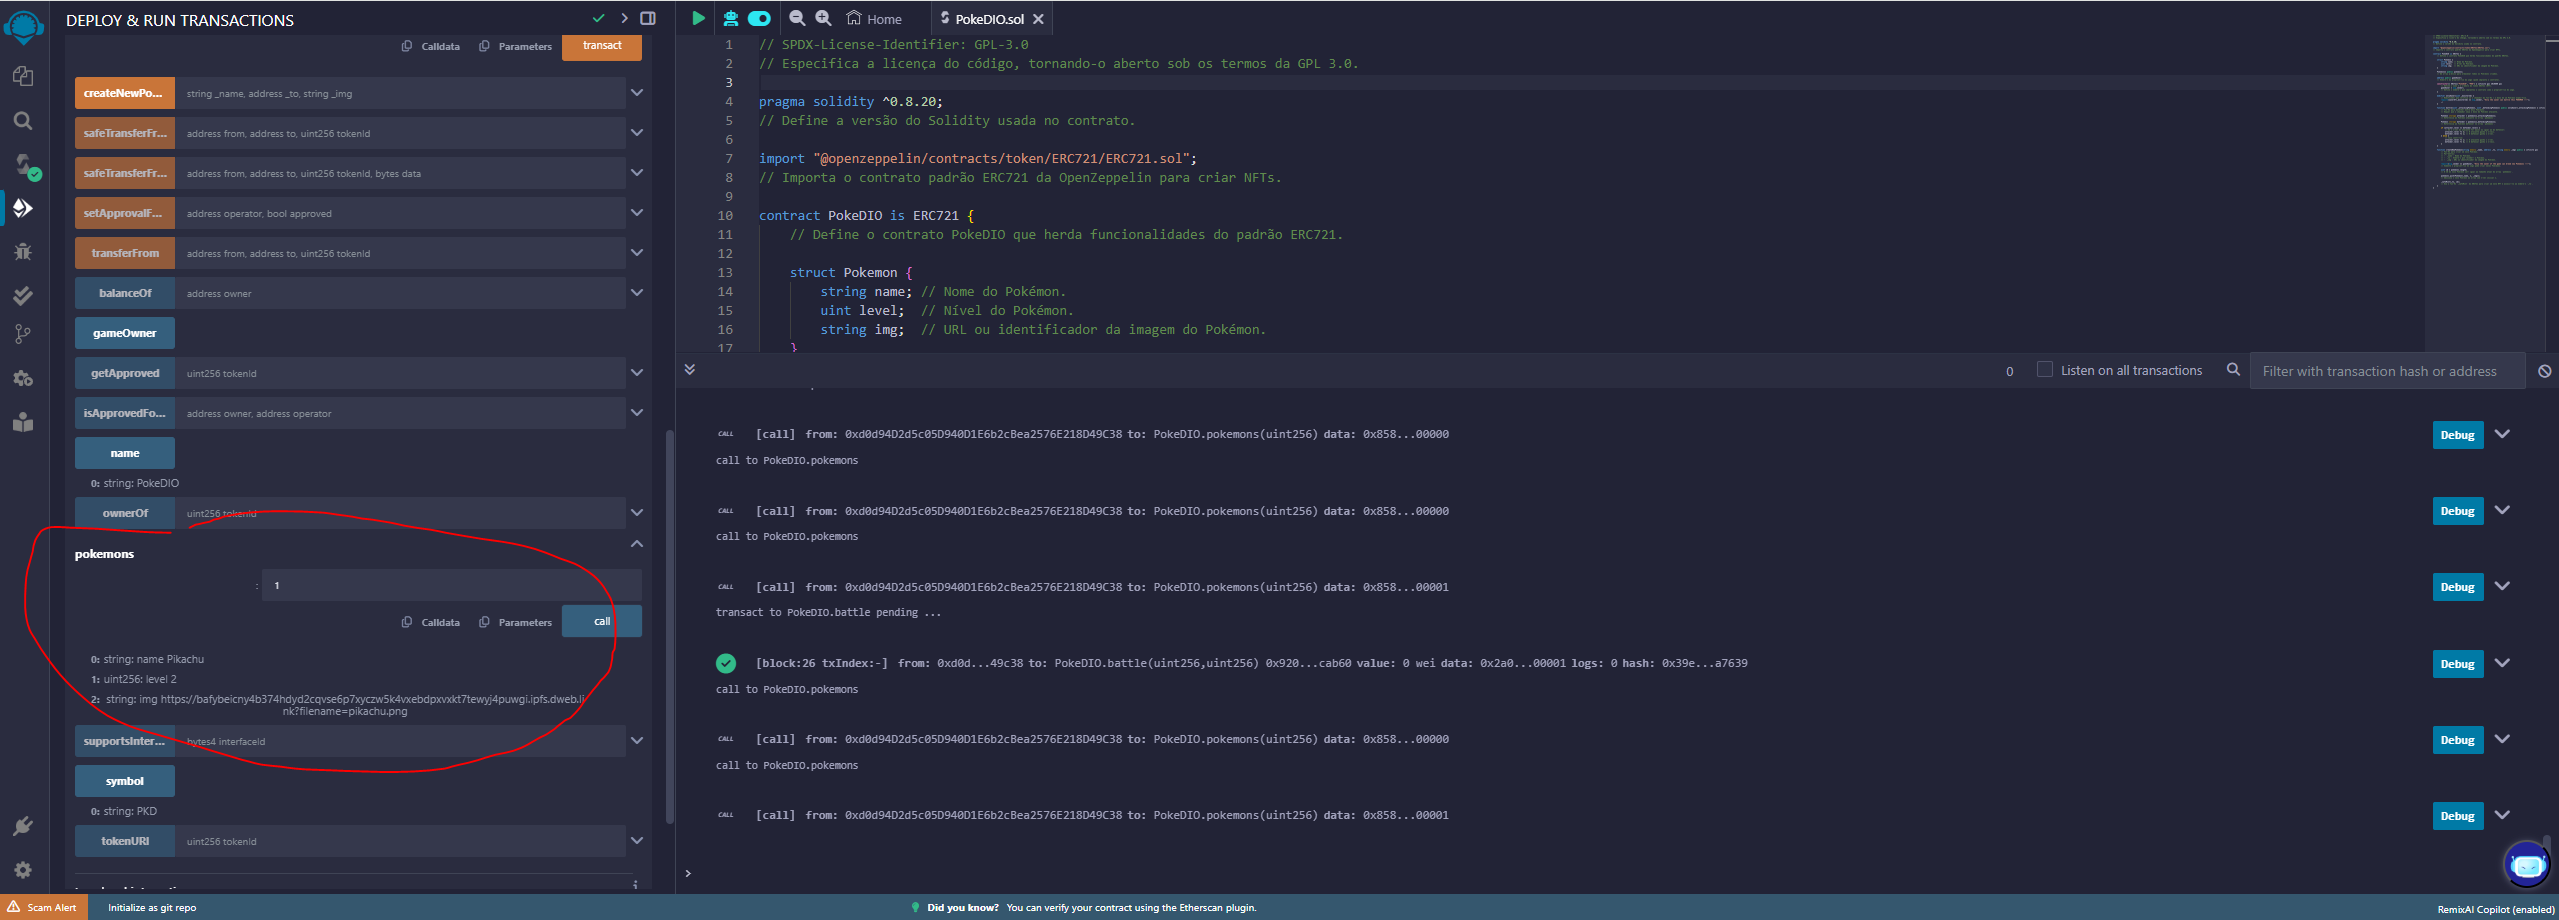 DEPLOY & RUN TRANSACTIONS
Calldata Parameters transact
createNewPo... string _name, address _to, string _img
safeTransferFr... address from, address to, uint256 tokenId
safeTransferFr... address from, address to, uint256 tokenId, bytes data
setApprovalF... address operator, bool approved
transferFrom address from, address to, uint256 tokenId
balanceOf address owner
gameOwner
getApproved uint256 tokenId
isApprovedFo... address owner, address operator
name
0: string: PokeDIO
ownerOf uint256 tokenId
pokemons
: 1
Calldata Parameters call
0: string: name Pikachu
1: uint256: level 2
2: string: img https://bafybeicny4b374hdyd2cqvse6p7xyczw5k4vxebdpxvxkt7tewyj4puwgi.ipfs.dweb.li
nk?filename=pikachu.png
supportsInter... bytes4 interfaceId
symbol
0: string: PKD
tokenURI uint256 tokenId
Home PokeDIO.sol
1 // SPDX-License-Identifier: GPL-3.0
2 // Especifica a licença do código, tornando-o aberto sob os termos da GPL 3.0.
3
4 pragma solidity ^0.8.20;
5 // Define a versão do Solidity usada no contrato.
6
7 import "@openzeppelin/contracts/token/ERC721/ERC721.sol";
8 // Importa o contrato padrão ERC721 da OpenZeppelin para criar NFTs.
9
10 contract PokeDIO is ERC721 {
11 // Define o contrato PokeDIO que herda funcionalidades do padrão ERC721.
12
13 struct Pokemon {
14 string name; // Nome do Pokémon.
15 uint level; // Nível do Pokémon.
16 string img; // URL ou identificador da imagem do Pokémon.
17 }
0 Listen on all transactions Filter with transaction hash or address
CALL [call] from: 0xd0d94D2d5c05D940D1E6b2cBea2576E218D49C38 to: PokeDIO.pokemons(uint256) data: 0x858...00000 Debug
call to PokeDIO.pokemons
CALL [call] from: 0xd0d94D2d5c05D940D1E6b2cBea2576E218D49C38 to: PokeDIO.pokemons(uint256) data: 0x858...00000 Debug
call to PokeDIO.pokemons
CALL [call] from: 0xd0d94D2d5c05D940D1E6b2cBea2576E218D49C38 to: PokeDIO.pokemons(uint256) data: 0x858...00001 Debug
transact to PokeDIO.battle pending ...
[block:26 txIndex:-] from: 0xd0d...49c38 to: PokeDIO.battle(uint256,uint256) 0x920...cab60 value: 0 wei data: 0x2a0...00001 logs: 0 hash: 0x39e...a7639 Debug
call to PokeDIO.pokemons
CALL [call] from: 0xd0d94D2d5c05D940D1E6b2cBea2576E218D49C38 to: PokeDIO.pokemons(uint256) data: 0x858...00000 Debug
call to PokeDIO.pokemons
CALL [call] from: 0xd0d94D2d5c05D940D1E6b2cBea2576E218D49C38 to: PokeDIO.pokemons(uint256) data: 0x858...00001 Debug
>
Scam Alert Initialize as git repo Did you know? You can verify your contract using the Etherscan plugin. RemixAI Copilot (enabled)